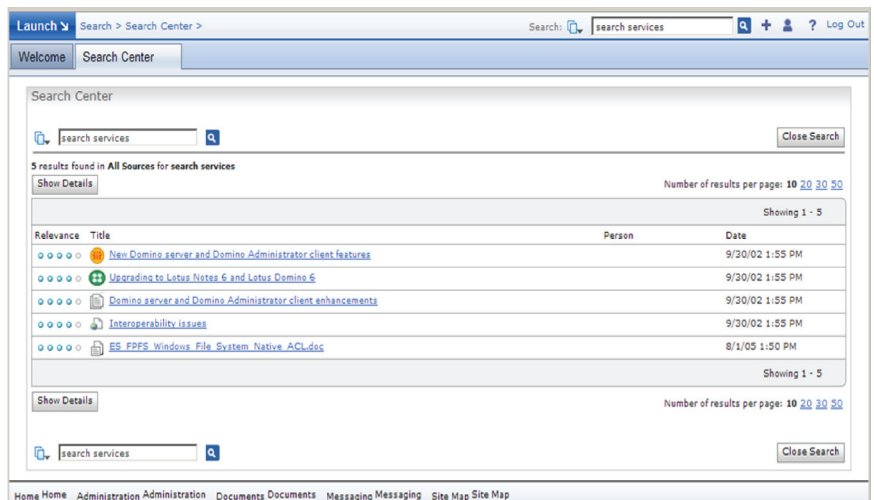 Launch Search > Search Center > Search: search services + ? Log Out
Welcome Search Center
Search Center
search services Close Search
5 results found in All Sources for search services
Show Details Number of results per page: 10 20 30 50
Showing 1 - 5
Relevance Title Person Date
New Domino server and Domino Administrator client features 9/30/02 1:55 PM
Upgrading to Lotus Notes 6 and Lotus Domino 6 9/30/02 1:55 PM
Domino server and Domino Administrator client enhancements 9/30/02 1:55 PM
Interoperability issues 9/30/02 1:55 PM
ES_FPFS_Windows_File_System_Native_ACL.doc 8/1/05 1:50 PM
Showing 1 - 5
Show Details Number of results per page: 10 20 30 50
search services Close Search
Home Home Administration Administration Documents Documents Messaging Messaging Site Map Site Map